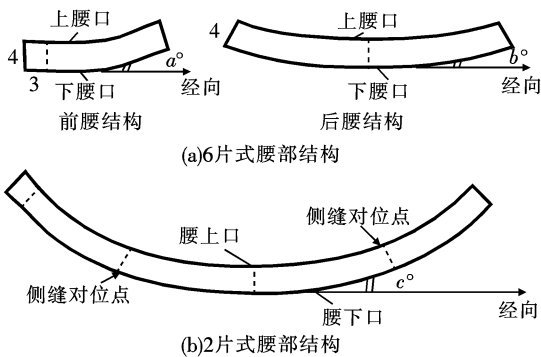 上腰口
4
3
a°
下腰口
经向
前腰结构
上腰口
4
b°
下腰口
经向
后腰结构
(a)6片式腰部结构
腰上口
侧缝对位点
侧缝对位点
c°
腰下口
经向
(b)2片式腰部结构